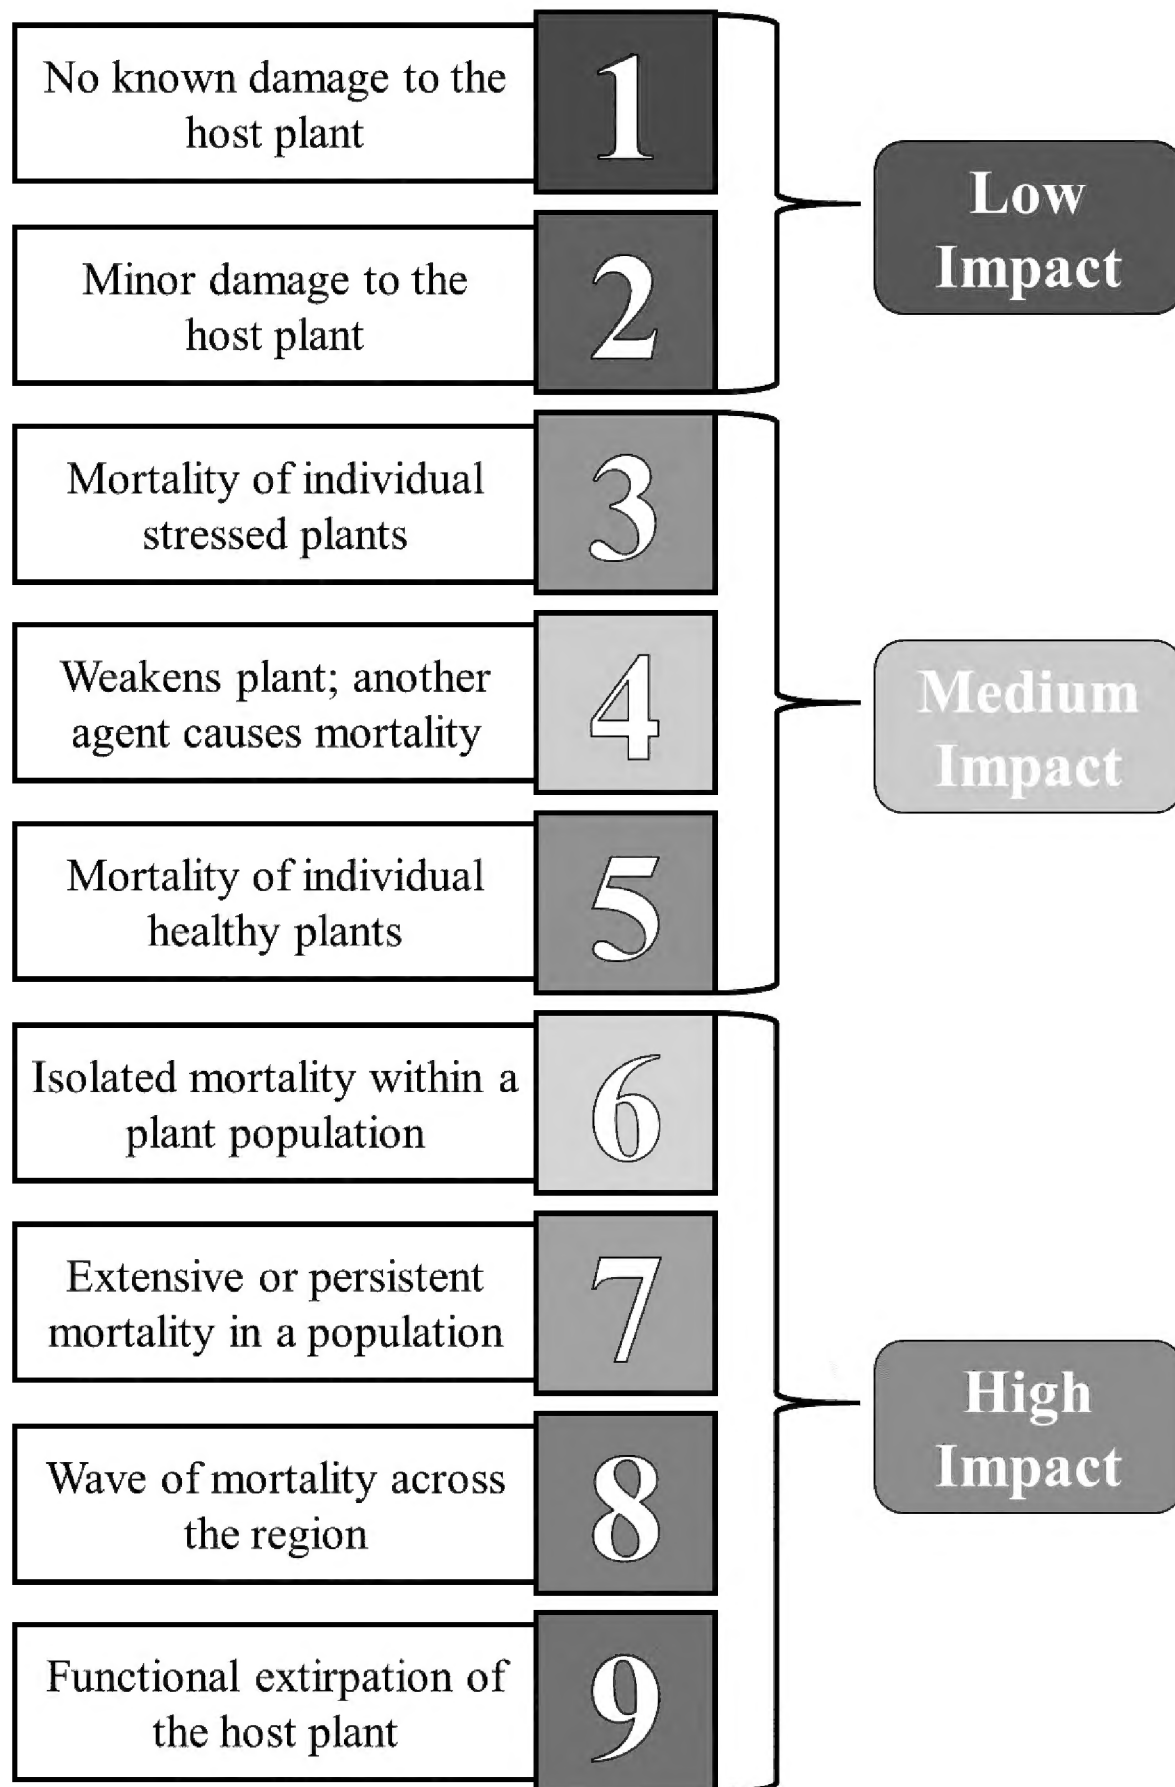 No known damage to the
host plant
1
Minor damage to the
host plant
2
Low
Impact
Mortality of individual
stressed plants
3
Weakens plant; another
agent causes mortality
4
Mortality of individual
healthy plants
5
Medium
Impact
Isolated mortality within a
plant population
6
Extensive or persistent
mortality in a population
7
Wave of mortality across
the region
8
Functional extirpation of
the host plant
9
High
Impact